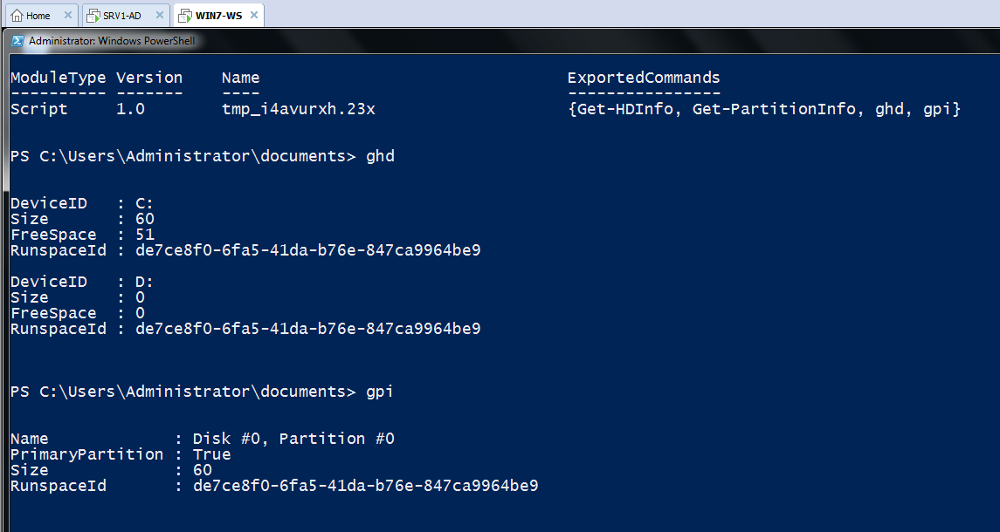 Home SRV1-AD WIN7-WS
Administrator: Windows PowerShell
ModuleType Version Name ExportedCommands
---------- ------- ---- ----------------
Script 1.0 tmp_i4avurxh.23x {Get-HDInfo, Get-PartitionInfo, ghd, gpi}
PS C:\Users\Administrator\documents> ghd
DeviceID : C:
Size : 60
FreeSpace : 51
RunspaceId : de7ce8f0-6fa5-41da-b76e-847ca9964be9
DeviceID : D:
Size : 0
FreeSpace : 0
RunspaceId : de7ce8f0-6fa5-41da-b76e-847ca9964be9
PS C:\Users\Administrator\documents> gpi
Name : Disk #0, Partition #0
PrimaryPartition : True
Size : 60
RunspaceId : de7ce8f0-6fa5-41da-b76e-847ca9964be9